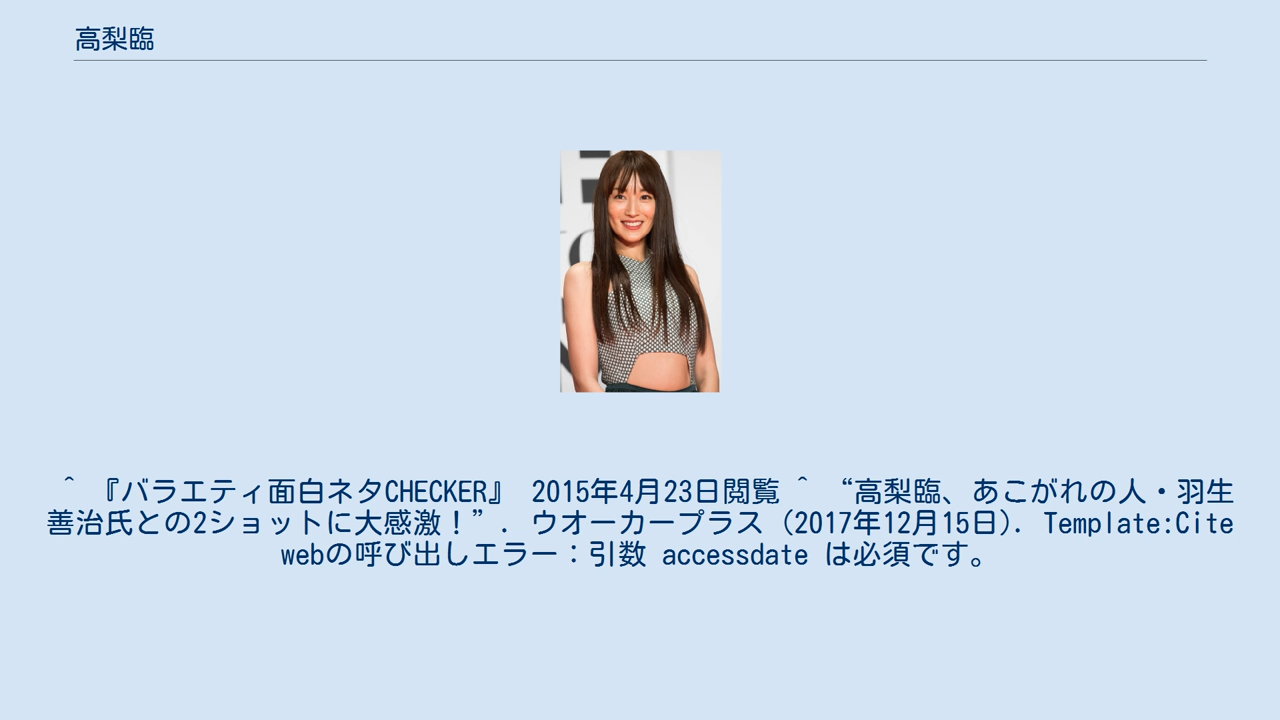 高梨臨
^ 『バラエティ面白ネタCHECKER』 2015年4月23日閲覧 ^ “高梨臨、あこがれの人・羽生
善治氏との2ショットに大感激！”. ウオーカープラス (2017年12月15日). Template:Cite
webの呼び出しエラー：引数 accessdate は必須です。